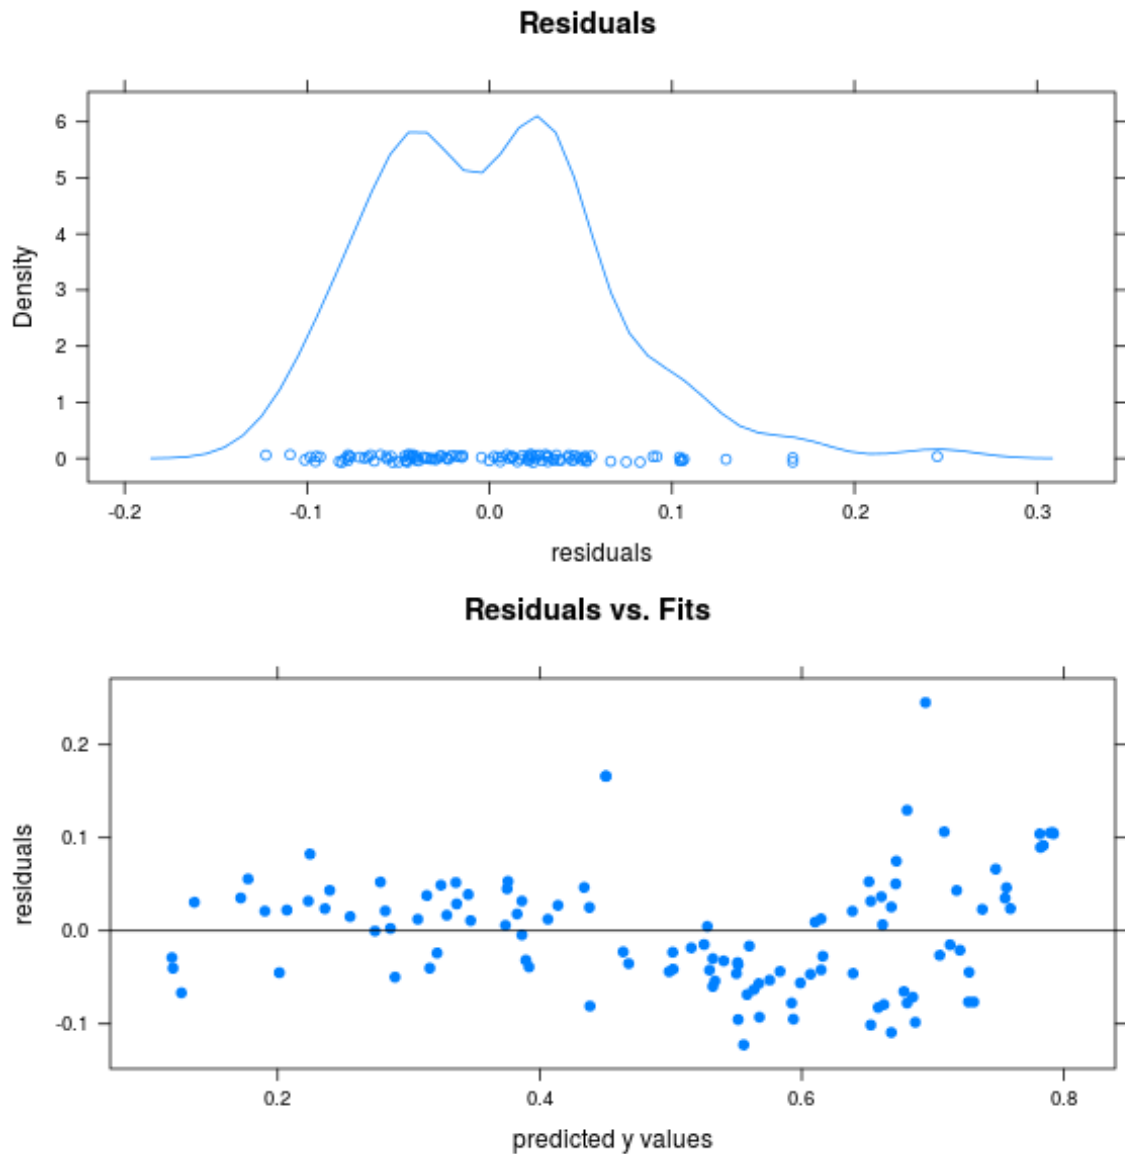 Residuals
6
5
4
3
2
1
0
Density
-0.2 -0.1 0.0 0.1 0.2 0.3
residuals
Residuals vs. Fits
0.2
0.1
0.0
-0.1
residuals
0.2 0.4 0.6 0.8
predicted y values